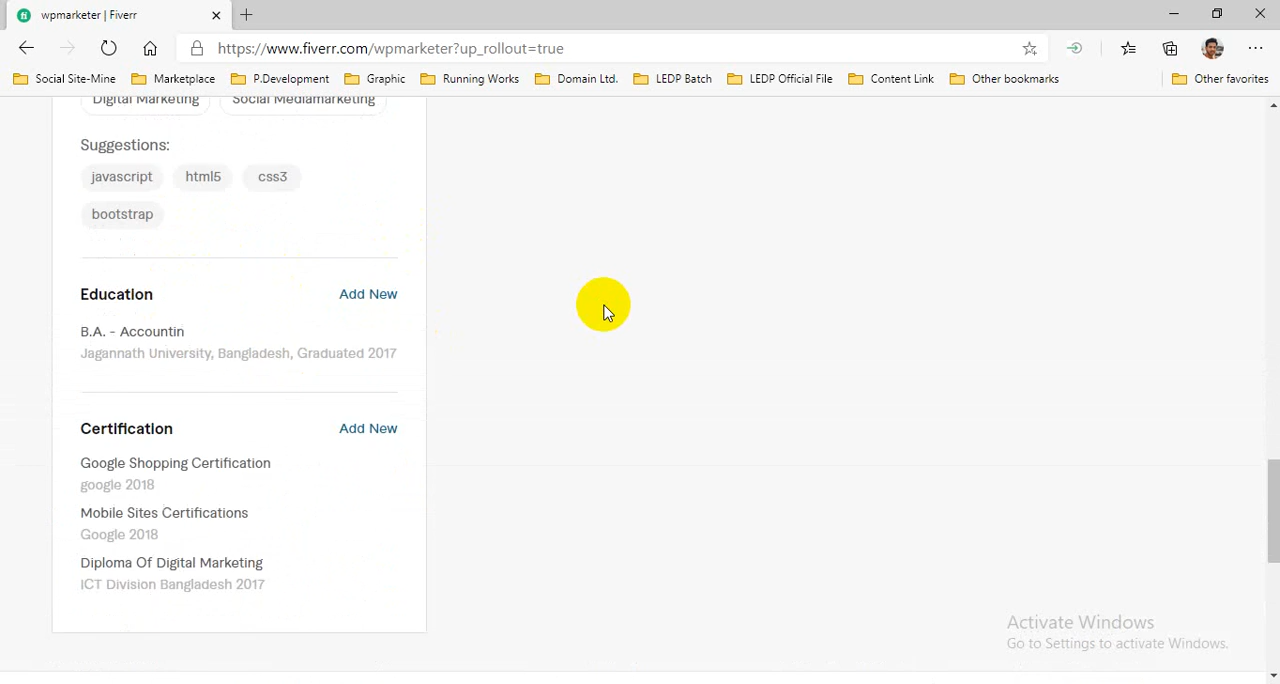 wpmarketer | Fiverr
https://www.fiverr.com/wpmarketer?up_rollout=true
Social Site-Mine
Marketplace
P.Development
Graphic
Running Works
Domain Ltd.
LEDP Batch
LEDP Official File
Content Link
Other bookmarks
Other favorites
Digital Marketing
Social Mediamarketing
Suggestions:
javascript
html5
css3
bootstrap
Education
Add New
B.A. - Accountin
Jagannath University, Bangladesh, Graduated 2017
Certification
Add New
Google Shopping Certification
google 2018
Mobile Sites Certifications
Google 2018
Diploma Of Digital Marketing
ICT Division Bangladesh 2017
Activate Windows
Go to Settings to activate Windows.